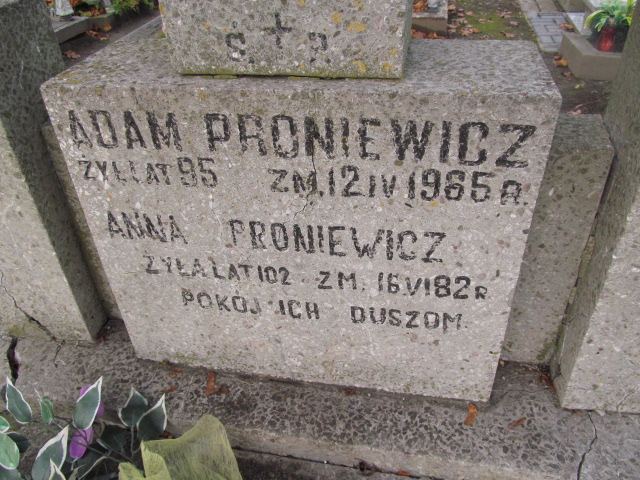 Ś. P.
ADAM PRONIEWICZ
ŻYŁ LAT 95 ZM. 12 IV 1965 R.
ANNA PRONIEWICZ
ŻYŁA LAT 102 ZM. 16 VI 82 R
POKÓJ ICH DUSZOM.